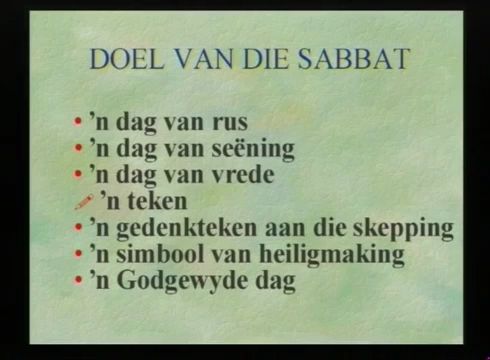 DOEL VAN DIE SABBAT
• ’n dag van rus
• ’n dag van seëning
• ’n dag van vrede
’n teken
• ’n gedenkteken aan die skepping
• ’n simbool van heiligmaking
• ’n Godgewyde dag